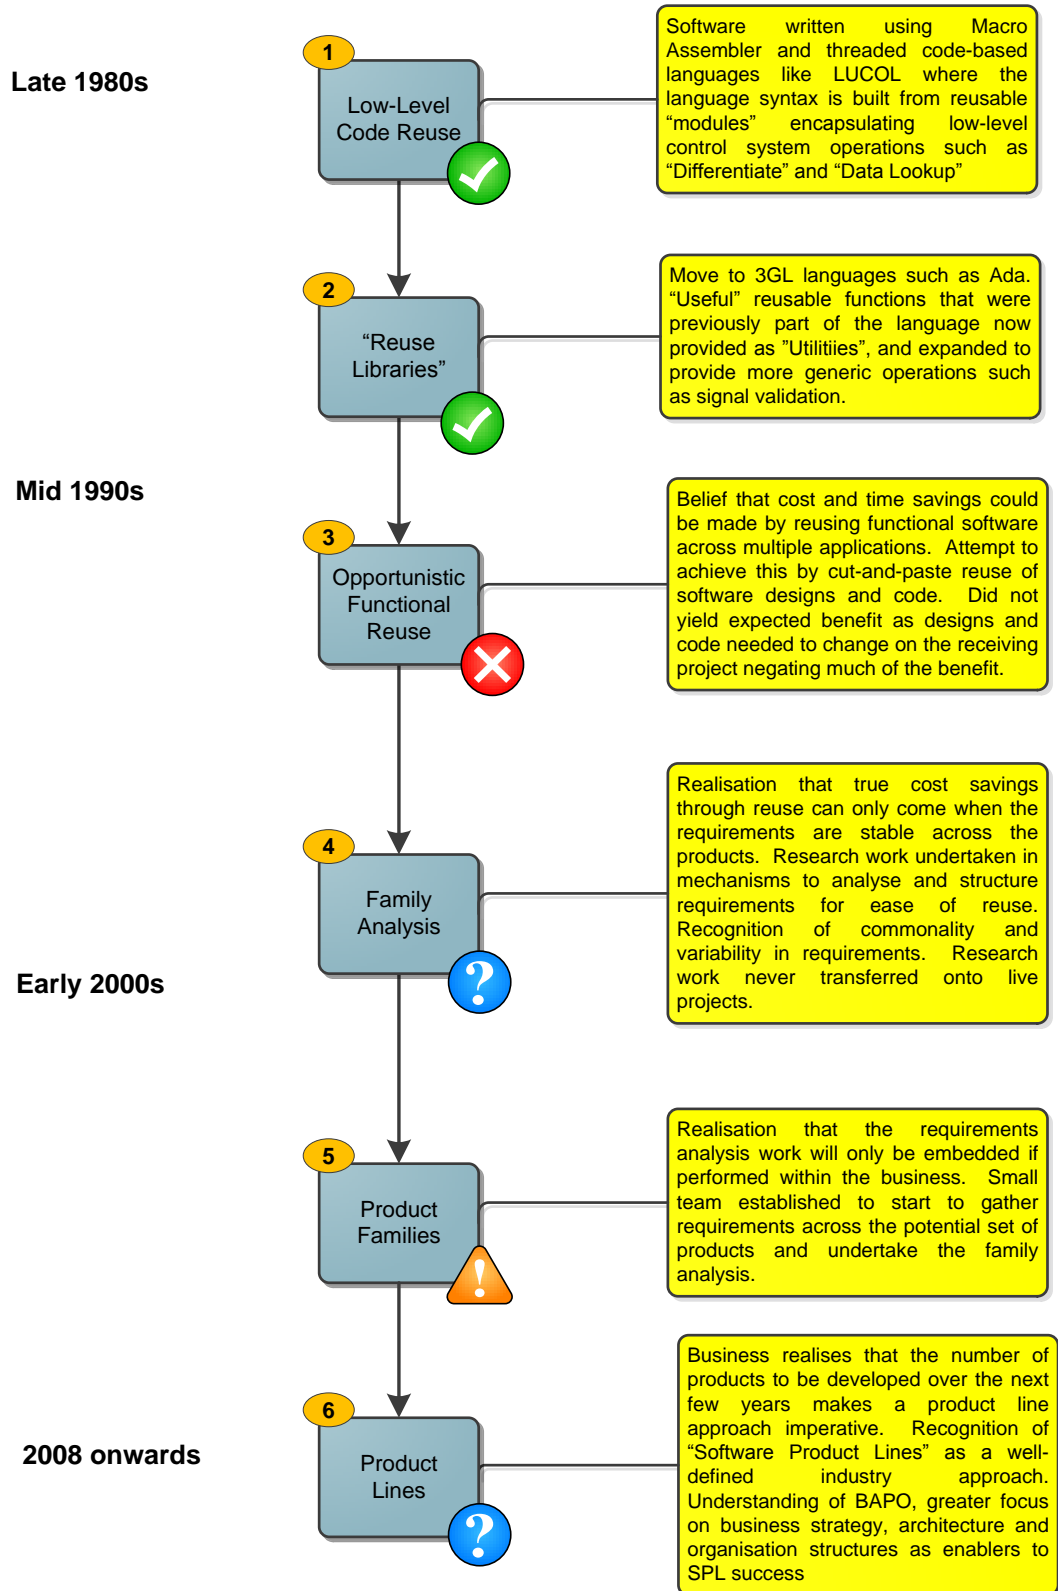 Late 1980s
1
Low-Level
Code Reuse
Software written using Macro
Assembler and threaded code-based
languages like LUCOL where the
language syntax is built from reusable
“modules” encapsulating low-level
control system operations such as
“Differentiate” and “Data Lookup”
2
“Reuse
Libraries”
Move to 3GL languages such as Ada.
“Useful” reusable functions that were
previously part of the language now
provided as ”Utilitiies”, and expanded to
provide more generic operations such
as signal validation.
Mid 1990s
3
Opportunistic
Functional
Reuse
Belief that cost and time savings could
be made by reusing functional software
across multiple applications. Attempt to
achieve this by cut-and-paste reuse of
software designs and code. Did not
yield expected benefit as designs and
code needed to change on the receiving
project negating much of the benefit.
4
Family
Analysis
?
Realisation that true cost savings
through reuse can only come when the
requirements are stable across the
products. Research work undertaken in
mechanisms to analyse and structure
requirements for ease of reuse.
Recognition of commonality and
variability in requirements. Research
work never transferred onto live
projects.
Early 2000s
5
Product
Families
!
Realisation that the requirements
analysis work will only be embedded if
performed within the business. Small
team established to start to gather
requirements across the potential set of
products and undertake the family
analysis.
2008 onwards
6
Product
Lines
?
Business realises that the number of
products to be developed over the next
few years makes a product line
approach imperative. Recognition of
“Software Product Lines” as a well-
defined industry approach.
Understanding of BAPO, greater focus
on business strategy, architecture and
organisation structures as enablers to
SPL success